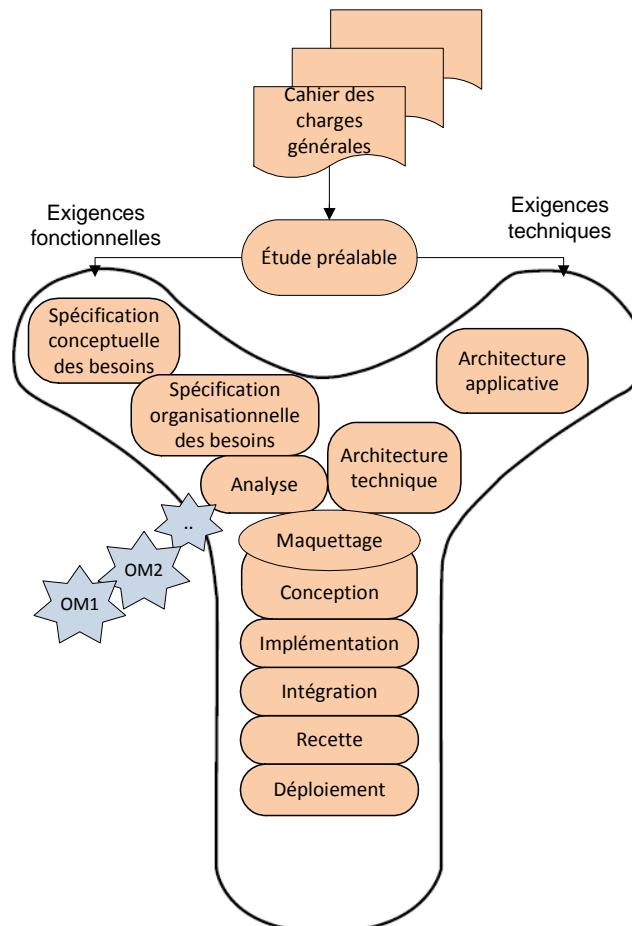 Cahier des
charges
générales
Exigences
fonctionnelles
Exigences
techniques
Étude préalable
Spécification
conceptuelle
des besoins
Architecture
applicative
Spécification
organisationnelle
des besoins
Architecture
technique
Analyse
..
Maquettage
OM2
OM1
Conception
Implémentation
Intégration
Recette
Déploiement